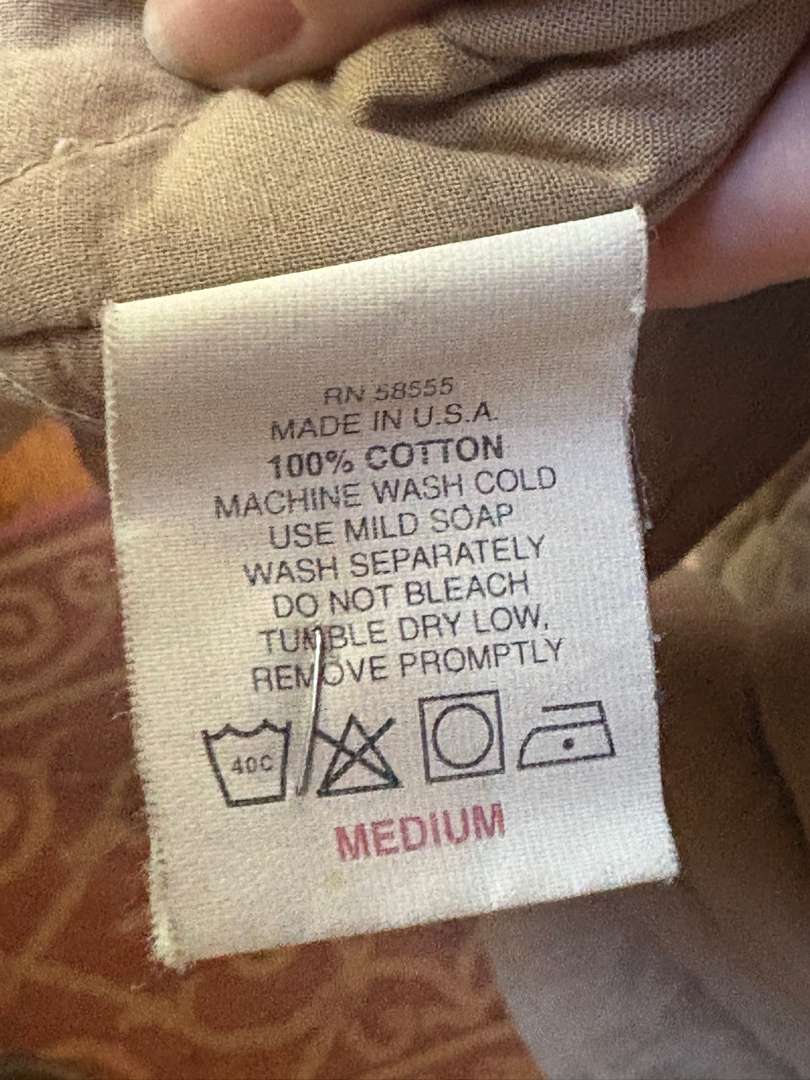 RN 58555
MADE IN U.S.A.
100% COTTON
MACHINE WASH COLD
USE MILD SOAP
WASH SEPARATELY
DO NOT BLEACH
TUMBLE DRY LOW,
REMOVE PROMPTLY
40C
MEDIUM